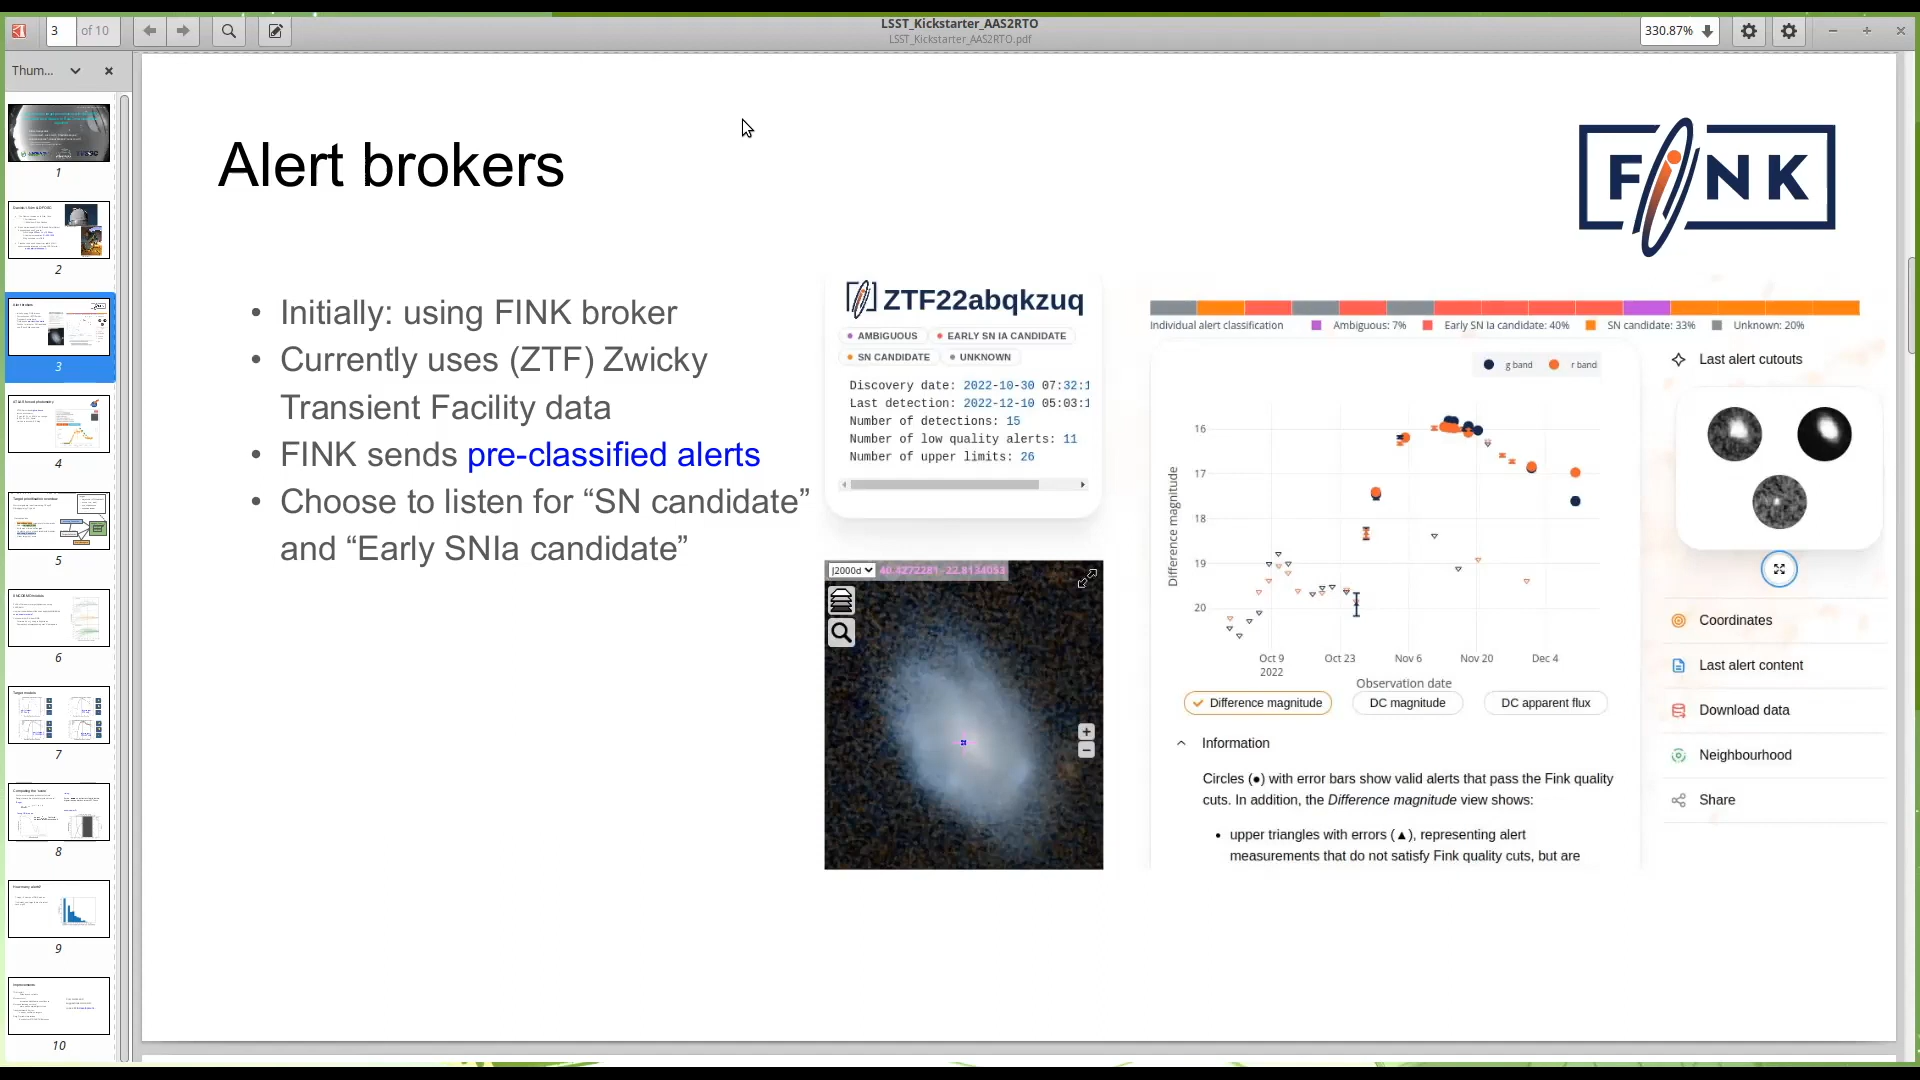 LSST_Kickstarter_AAS2RTO
LSST_Kickstarter_AAS2RTO.pdf
3 of 10
330.87%
Thum...
1
2
3
4
5
6
7
8
9
10
Alert brokers
FINK
• Initially: using FINK broker
• Currently uses (ZTF) Zwicky
Transient Facility data
• FINK sends pre-classified alerts
• Choose to listen for “SN candidate”
and “Early SNIa candidate”
ZTF22abqkzuq
AMBIGUOUS EARLY SN IA CANDIDATE
SN CANDIDATE UNKNOWN
Discovery date: 2022-10-30 07:32:1
Last detection: 2022-12-10 05:03:1
Number of detections: 15
Number of low quality alerts: 11
Number of upper limits: 26
J2000d 40.4272281 -22.8134053
+
−
Individual alert classification Ambiguous: 7% Early SN Ia candidate: 40% SN candidate: 33% Unknown: 20%
g band r band
Difference magnitude
16
17
18
19
20
Oct 9 Oct 23 Nov 6 Nov 20 Dec 4
2022
Observation date
Difference magnitude DC magnitude DC apparent flux
Information
Circles (●) with error bars show valid alerts that pass the Fink quality
cuts. In addition, the Difference magnitude view shows:
• upper triangles with errors (▲), representing alert
measurements that do not satisfy Fink quality cuts, but are
Last alert cutouts
Coordinates
Last alert content
Download data
Neighbourhood
Share